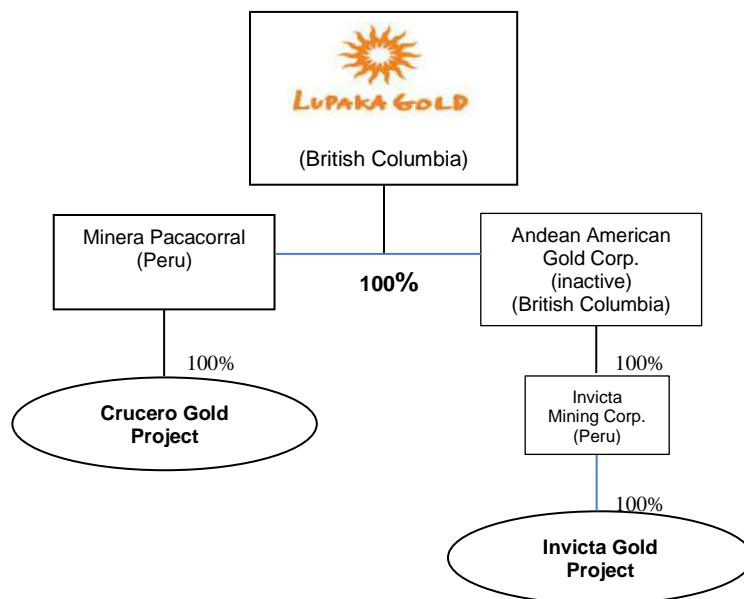 LUPAKA GOLD
(British Columbia)
Minera Pacacorral
(Peru)
100%
Andean American
Gold Corp.
(inactive)
(British Columbia)
100%
Crucero Gold
Project
100%
Invicta
Mining Corp.
(Peru)
100%
Invicta Gold
Project